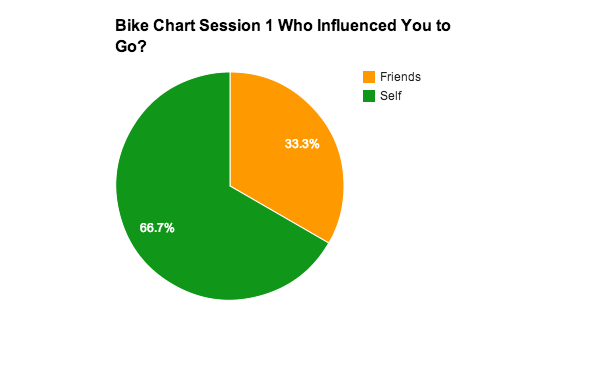 Bike Chart Session 1 Who Influenced You to
Go?
Friends
Self
33.3%
66.7%